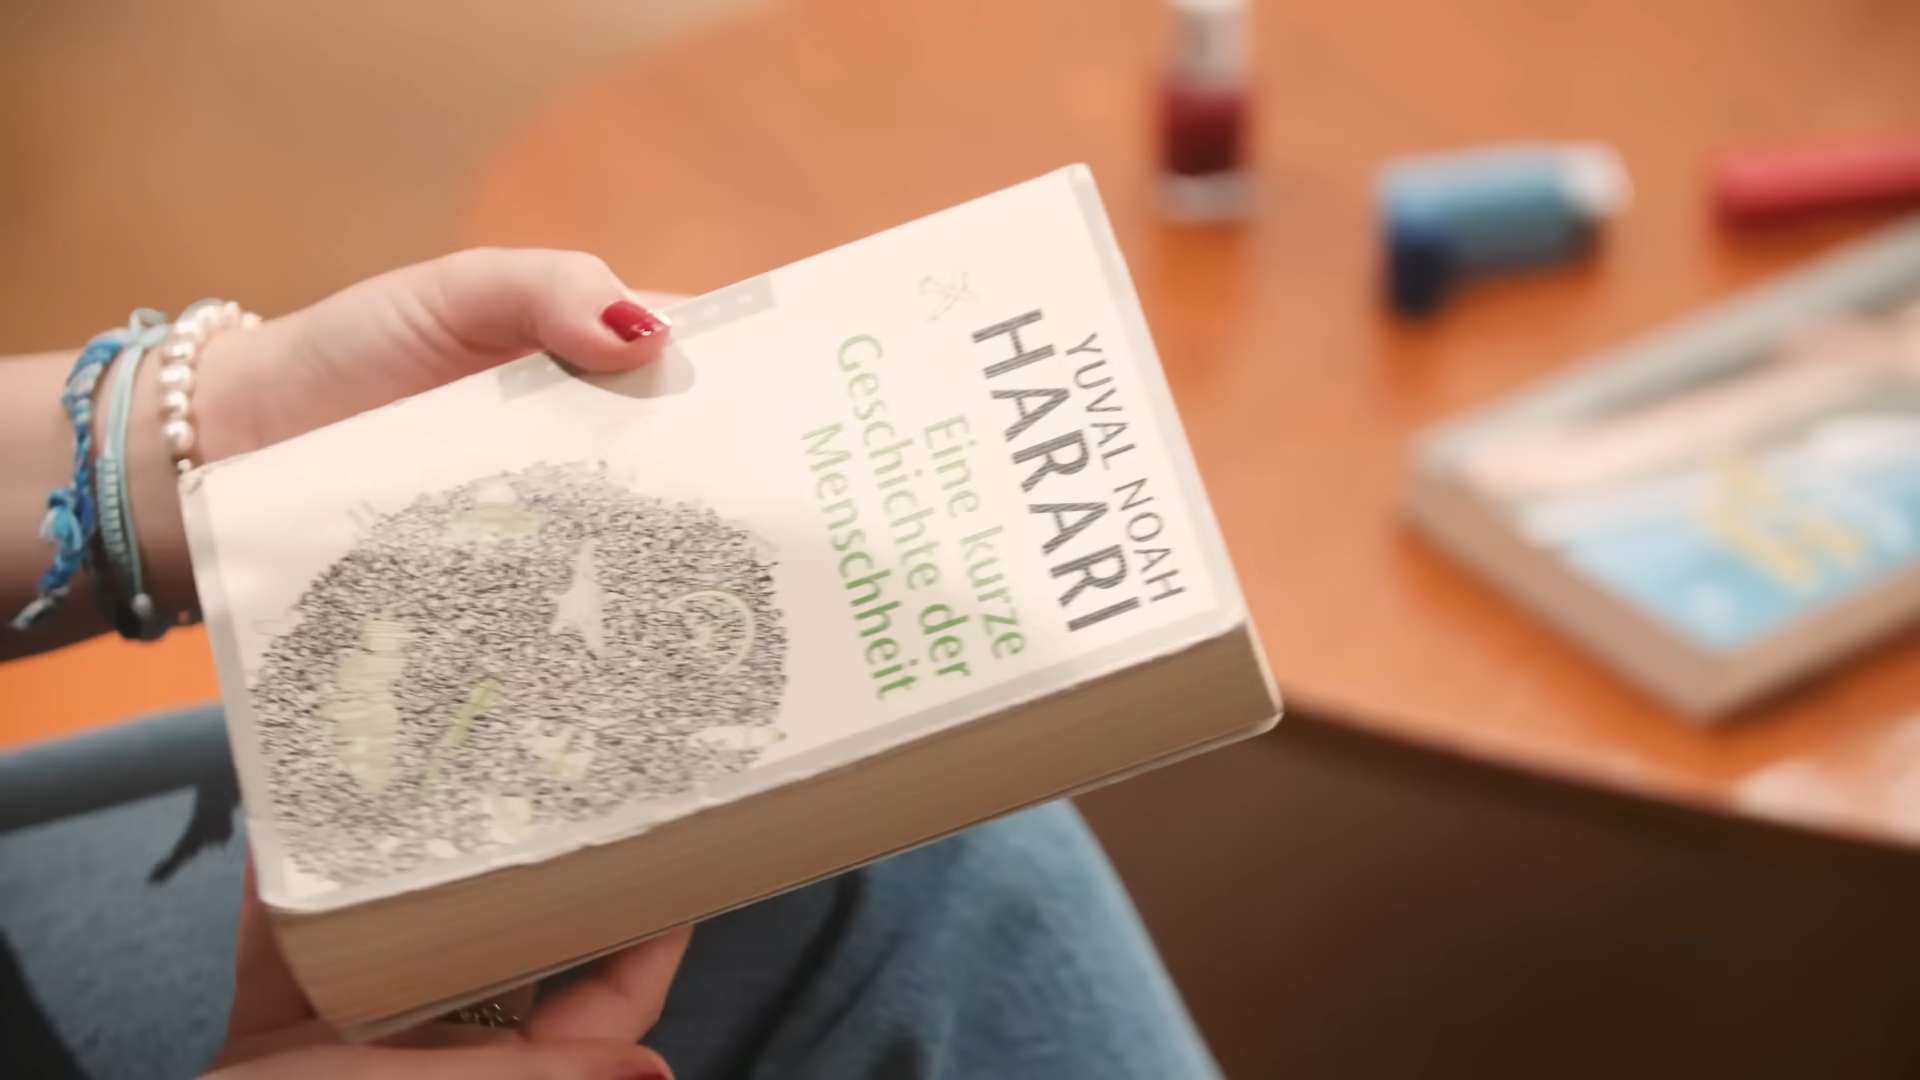 YUVAL NOAH
HARARI
Eine kurze
Geschichte der
Menschheit